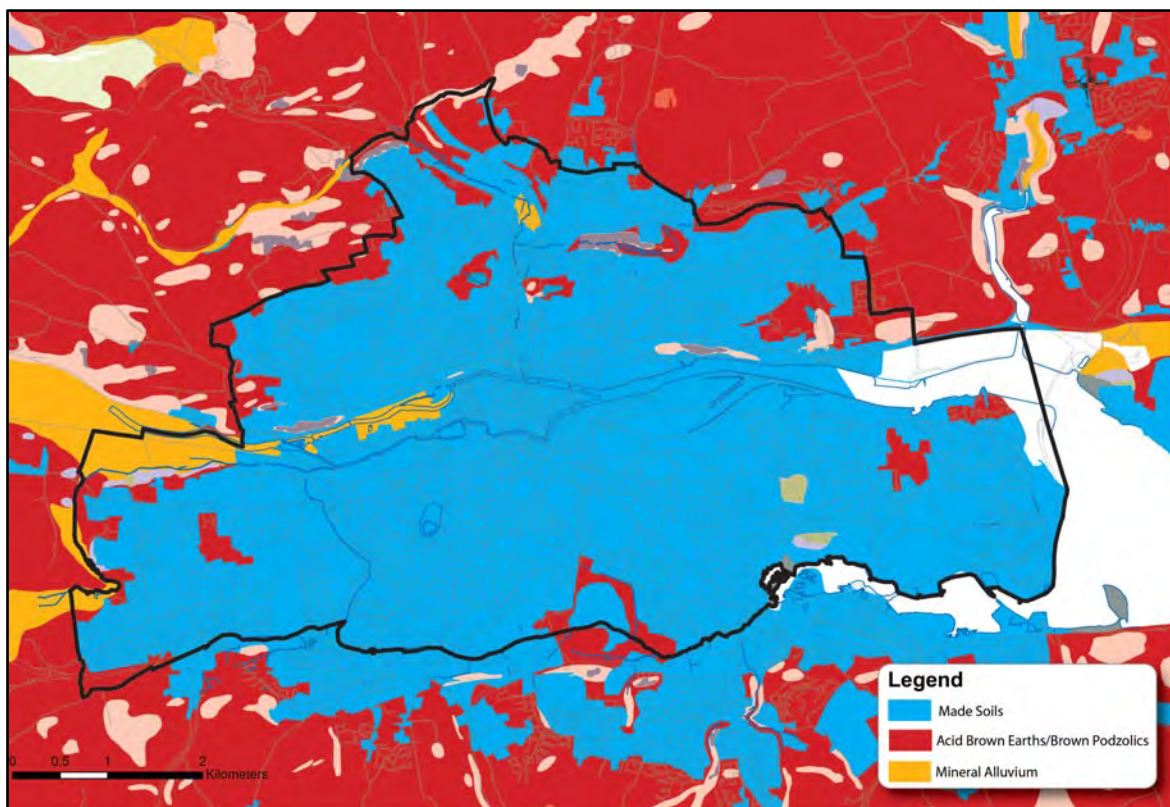 Legend
Made Soils
Acid Brown Earths/Brown Podzolics
Mineral Alluvium
0 0.5 1 2
Kilometers